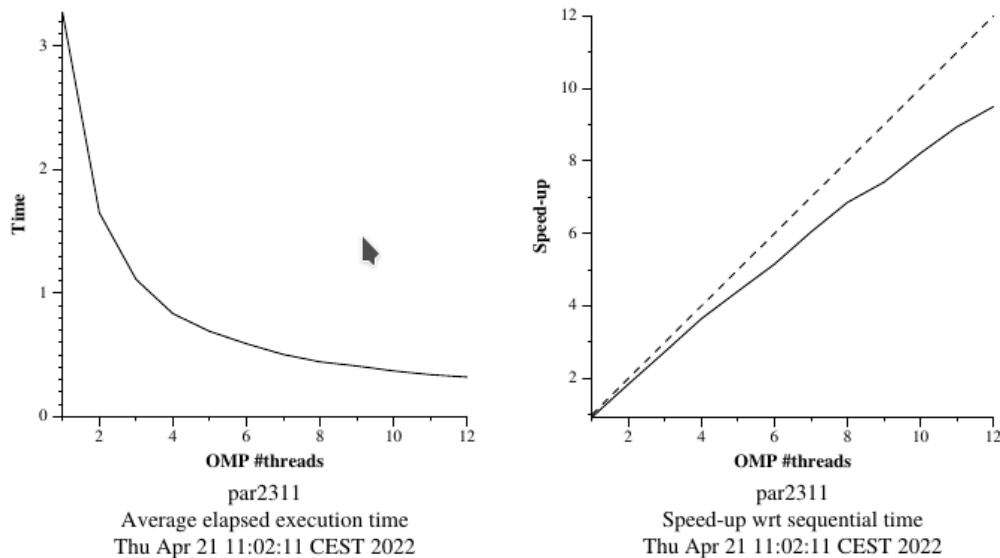 3
2
1
0
Time
2
4
6
8
10
12
OMP #threads
par2311
Average elapsed execution time
Thu Apr 21 11:02:11 CEST 2022
12
10
8
6
4
2
Speed-up
2
4
6
8
10
12
OMP #threads
par2311
Speed-up wrt sequential time
Thu Apr 21 11:02:11 CEST 2022